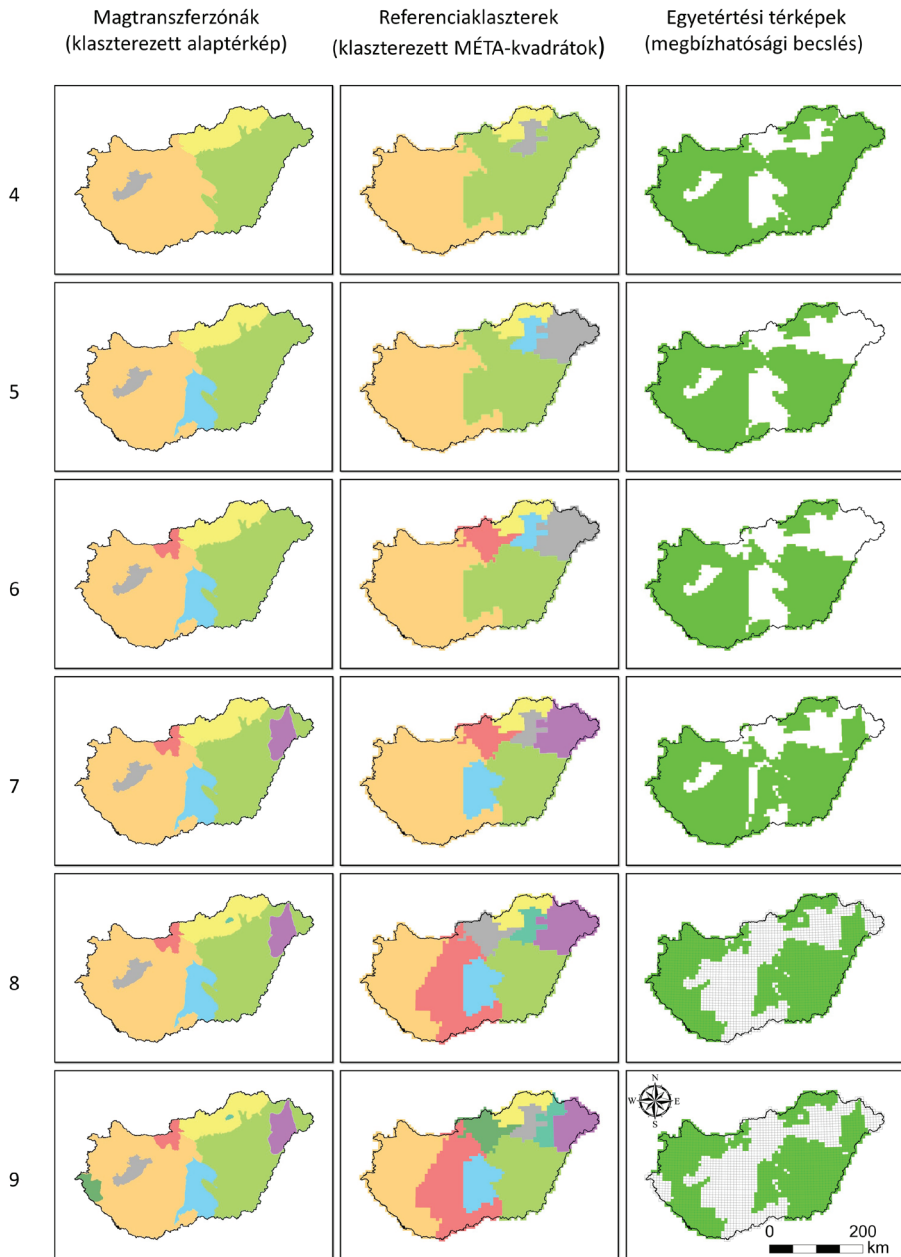 Magtranszferzónák
(klaszterezett alaptérkép)
Referenciaklaszterek
(klaszterezett MÉTA-kvadrátok)
Egyetértési térképek
(megbízhatósági becslés)
4
5
6
7
8
9
N
W E
S
0 200
km